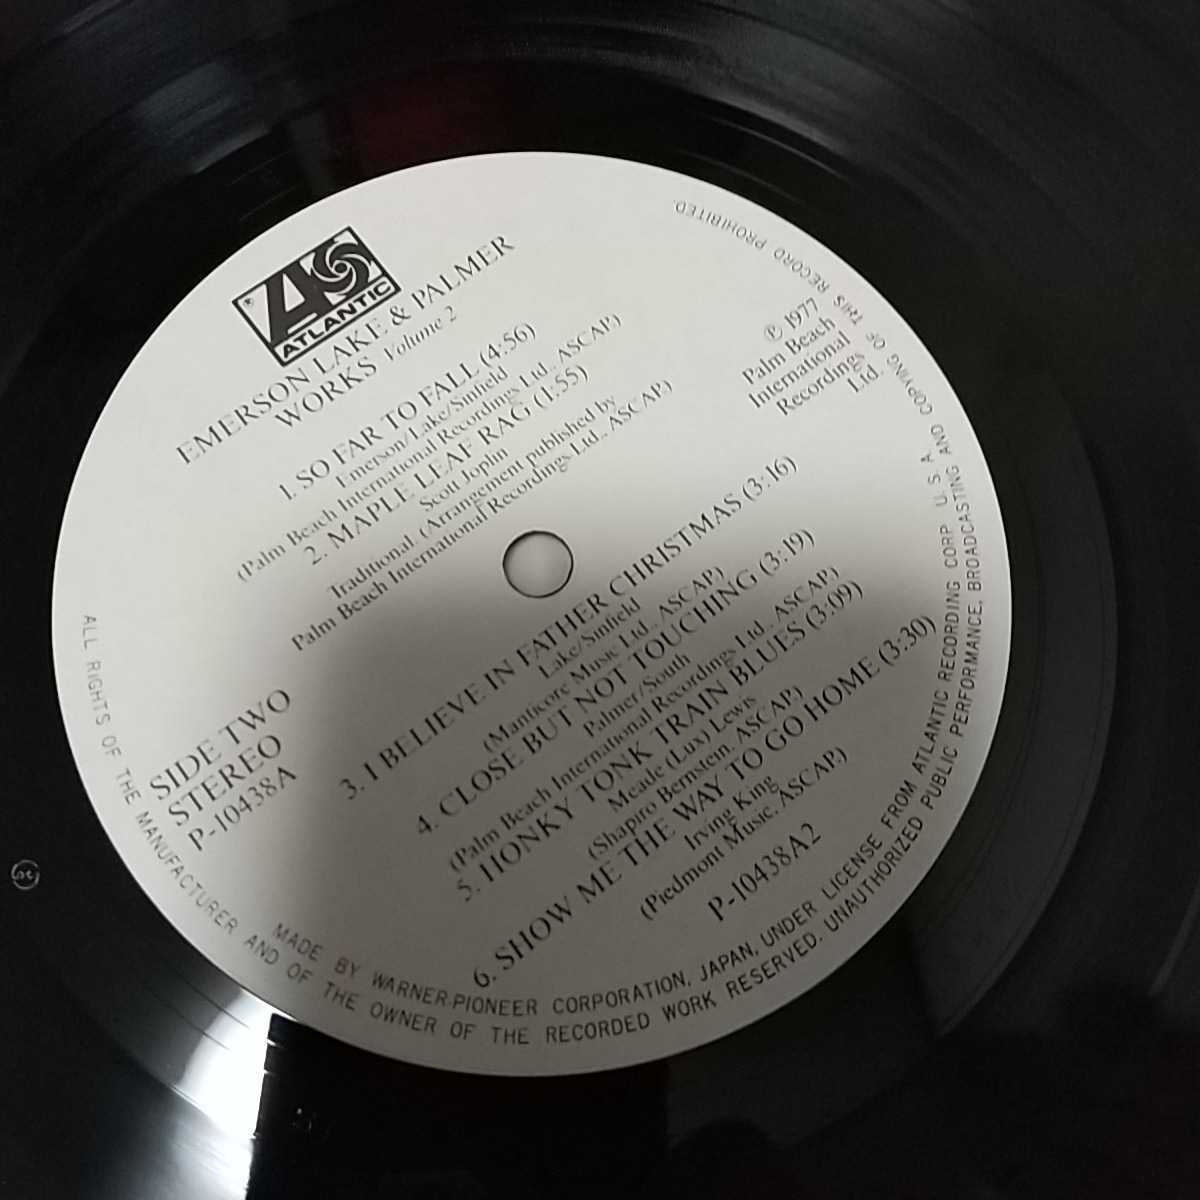 ATLANTIC
EMERSON LAKE & PALMER
WORKS Volume 2
1. SO FAR TO FALL (4:56)
Emerson/Lake/Sinfield
(Palm Beach International Recordings Ltd., ASCAP.)
2. MAPLE LEAF RAG (1:55)
Scott Joplin
Traditional. (Arrangement published by
Palm Beach International Recordings Ltd., ASCAP.)
℗ 1977
Palm Beach
International
Recordings
Ltd.
3. I BELIEVE IN FATHER CHRISTMAS (3:16)
Lake/Sinfield
(Manticore Music Ltd., ASCAP.)
4. CLOSE BUT NOT TOUCHING (3:19)
Palmer/South
(Palm Beach International Recordings Ltd., ASCAP.)
5. HONKY TONK TRAIN BLUES (3:09)
Meade (Lux) Lewis
(Shapiro Bernstein, ASCAP.)
6. SHOW ME THE WAY TO GO HOME (3:30)
Irving King
(Piedmont Music, ASCAP.)
SIDE TWO
STEREO
P-10438A
P-10438A2
MADE BY WARNER-PIONEER CORPORATION, JAPAN, UNDER LICENSE FROM ATLANTIC RECORDING CORP. U. S. A.
ALL RIGHTS OF THE MANUFACTURER AND OF THE OWNER OF THE RECORDED WORK RESERVED. UNAUTHORIZED PUBLIC PERFORMANCE, BROADCASTING AND COPYING OF THIS RECORD PROHIBITED.